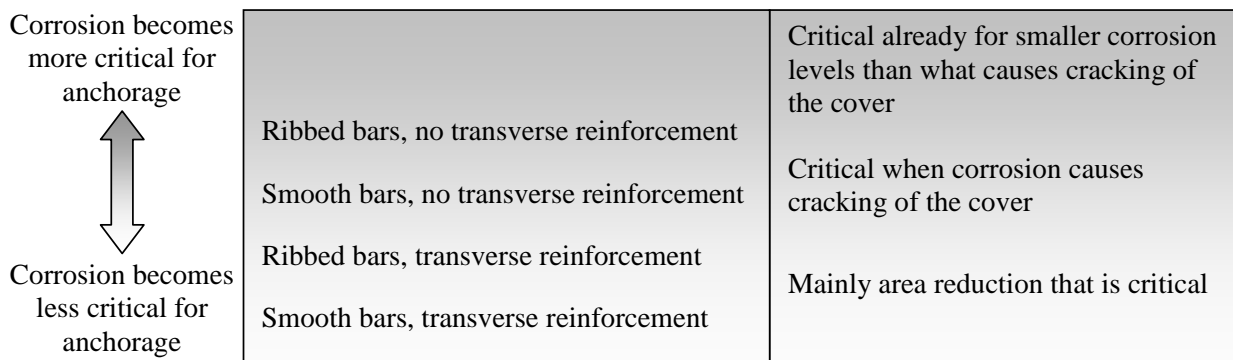 Corrosion becomes
more critical for
anchorage
Corrosion becomes
less critical for
anchorage
Ribbed bars, no transverse reinforcement
Smooth bars, no transverse reinforcement
Ribbed bars, transverse reinforcement
Smooth bars, transverse reinforcement
Critical already for smaller corrosion
levels than what causes cracking of
the cover
Critical when corrosion causes
cracking of the cover
Mainly area reduction that is critical